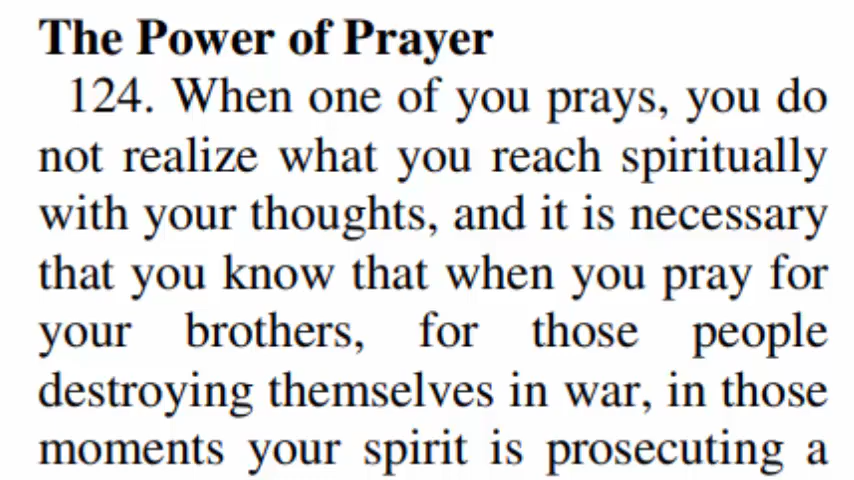 The Power of Prayer
124. When one of you prays, you do
not realize what you reach spiritually
with your thoughts, and it is necessary
that you know that when you pray for
your brothers, for those people
destroying themselves in war, in those
moments your spirit is prosecuting a